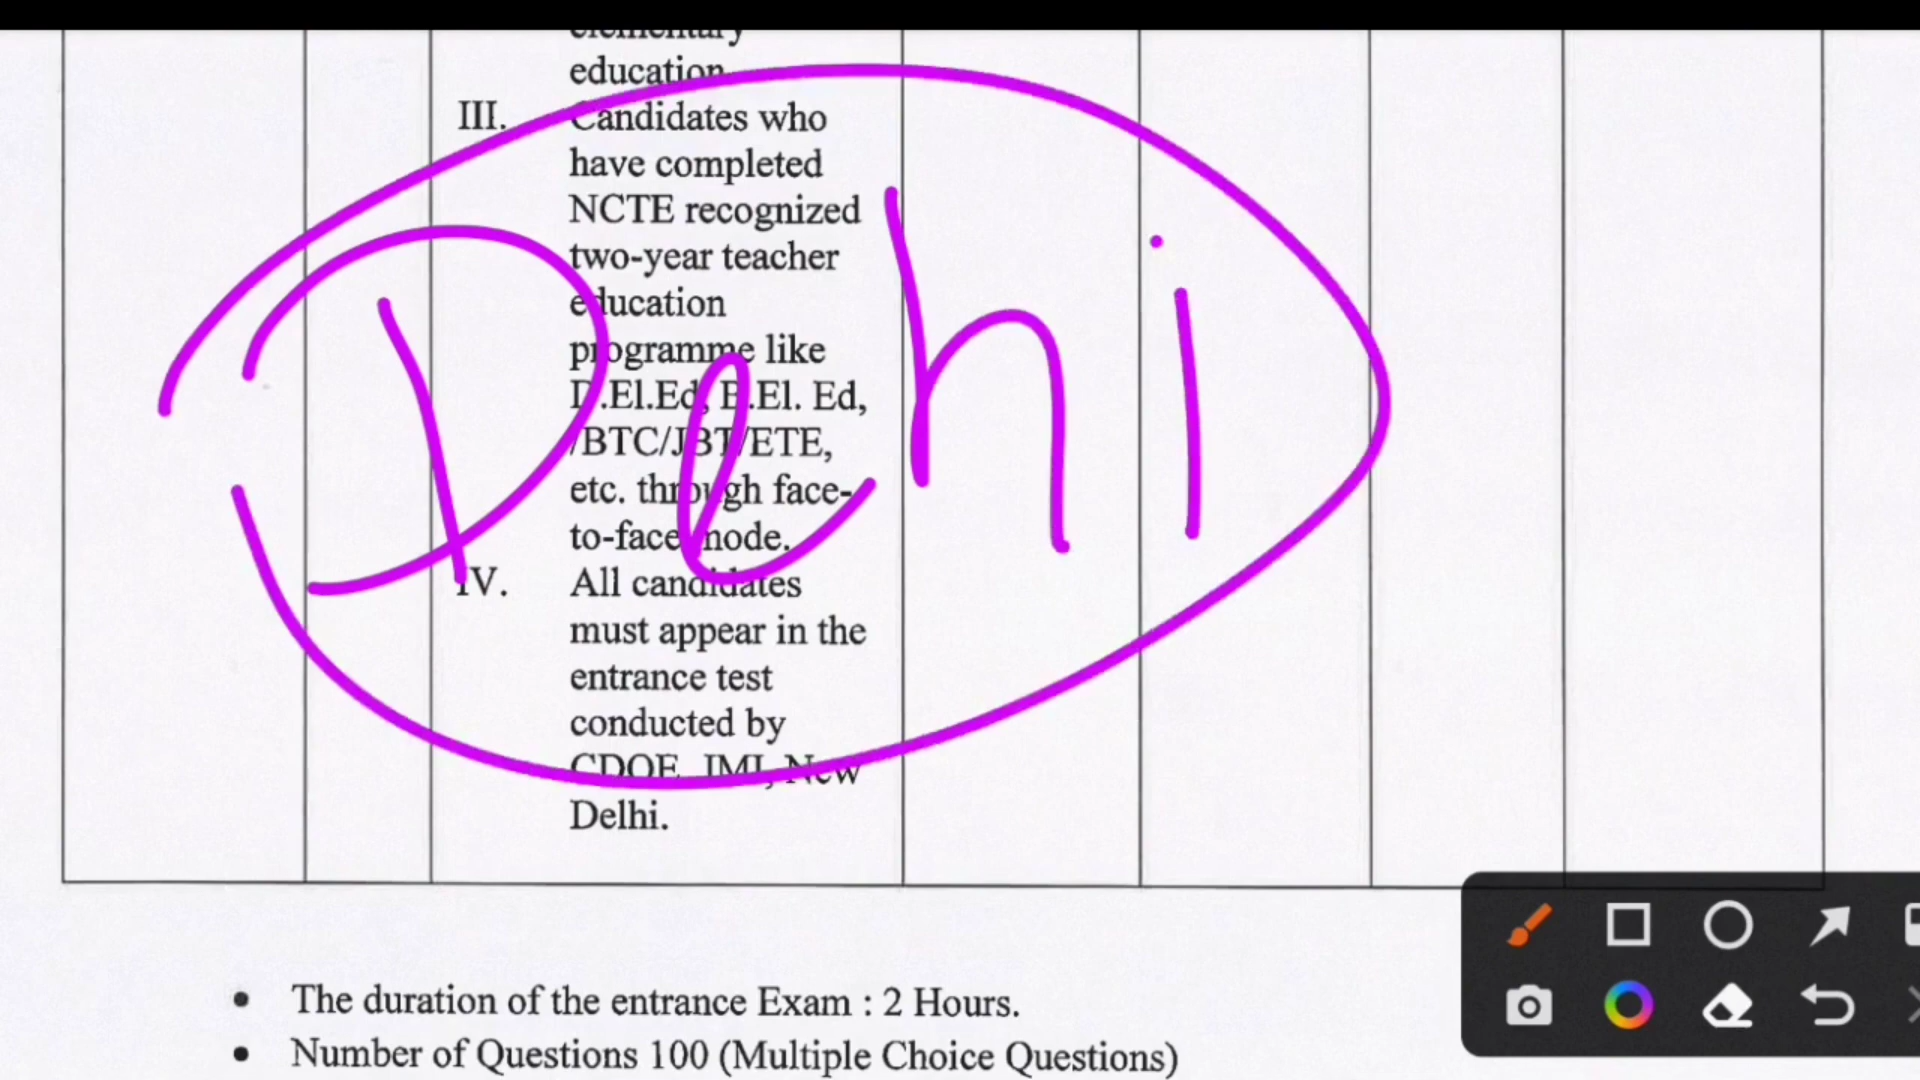 elementary
education
III. Candidates who
have completed
NCTE recognized
two-year teacher
education
programme like
D.El.Ed, B.El. Ed,
/BTC/JBT/ETE,
etc. through face-
to-face mode.
IV. All candidates
must appear in the
entrance test
conducted by
CDOE, JMI, New
Delhi.
Delhi
• The duration of the entrance Exam : 2 Hours.
• Number of Questions 100 (Multiple Choice Questions)